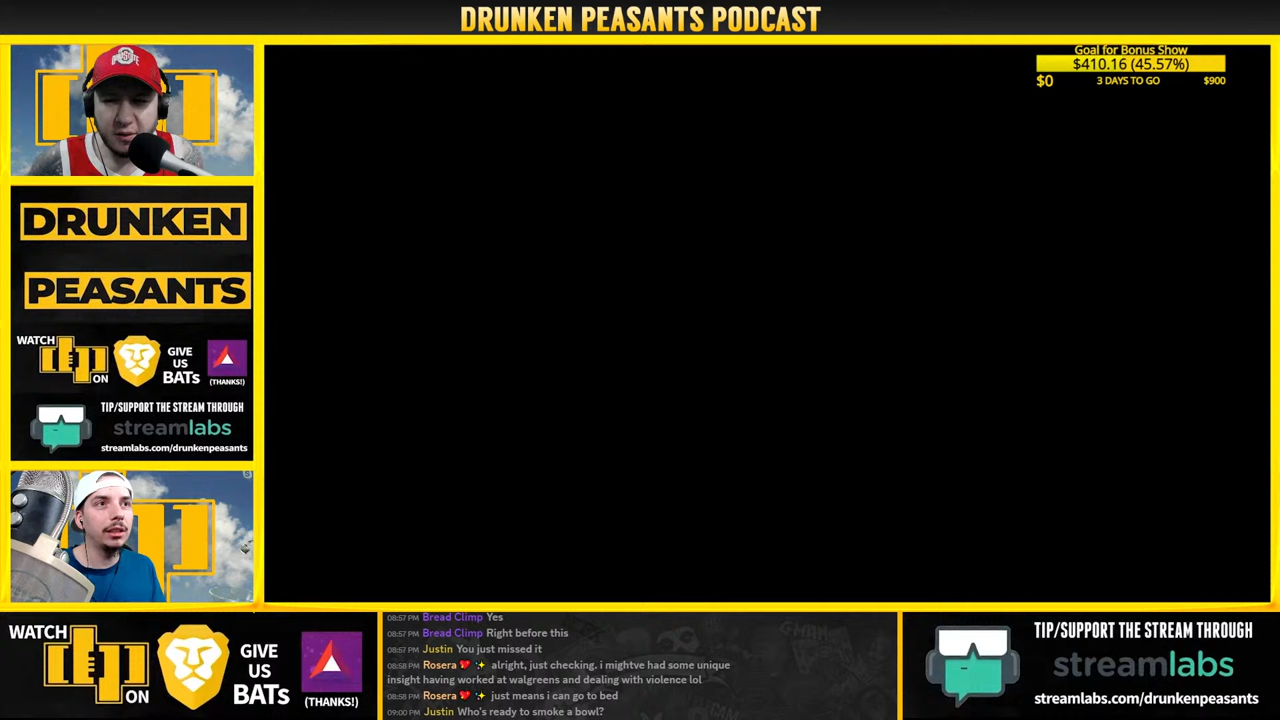 DRUNKEN PEASANTS PODCAST
Goal for Bonus Show
$410.16 (45.57%)
$0 3 DAYS TO GO $900
DRUNKEN
PEASANTS
WATCH
ON
GIVE
US
BATs
(THANKS!)
TIP/SUPPORT THE STREAM THROUGH
streamlabs
streamlabs.com/drunkenpeasants
WATCH
ON
GIVE
US
BATs
(THANKS!)
08:57 PM Bread Climp Yes
08:57 PM Bread Climp Right before this
08:57 PM Justin You just missed it
08:58 PM Rosera ❤️ ✨ alright, just checking. i mightve had some unique
insight having worked at walgreens and dealing with violence lol
08:58 PM Rosera ❤️ ✨ just means i can go to bed
09:00 PM Justin Who's ready to smoke a bowl?
TIP/SUPPORT THE STREAM THROUGH
streamlabs
streamlabs.com/drunkenpeasants